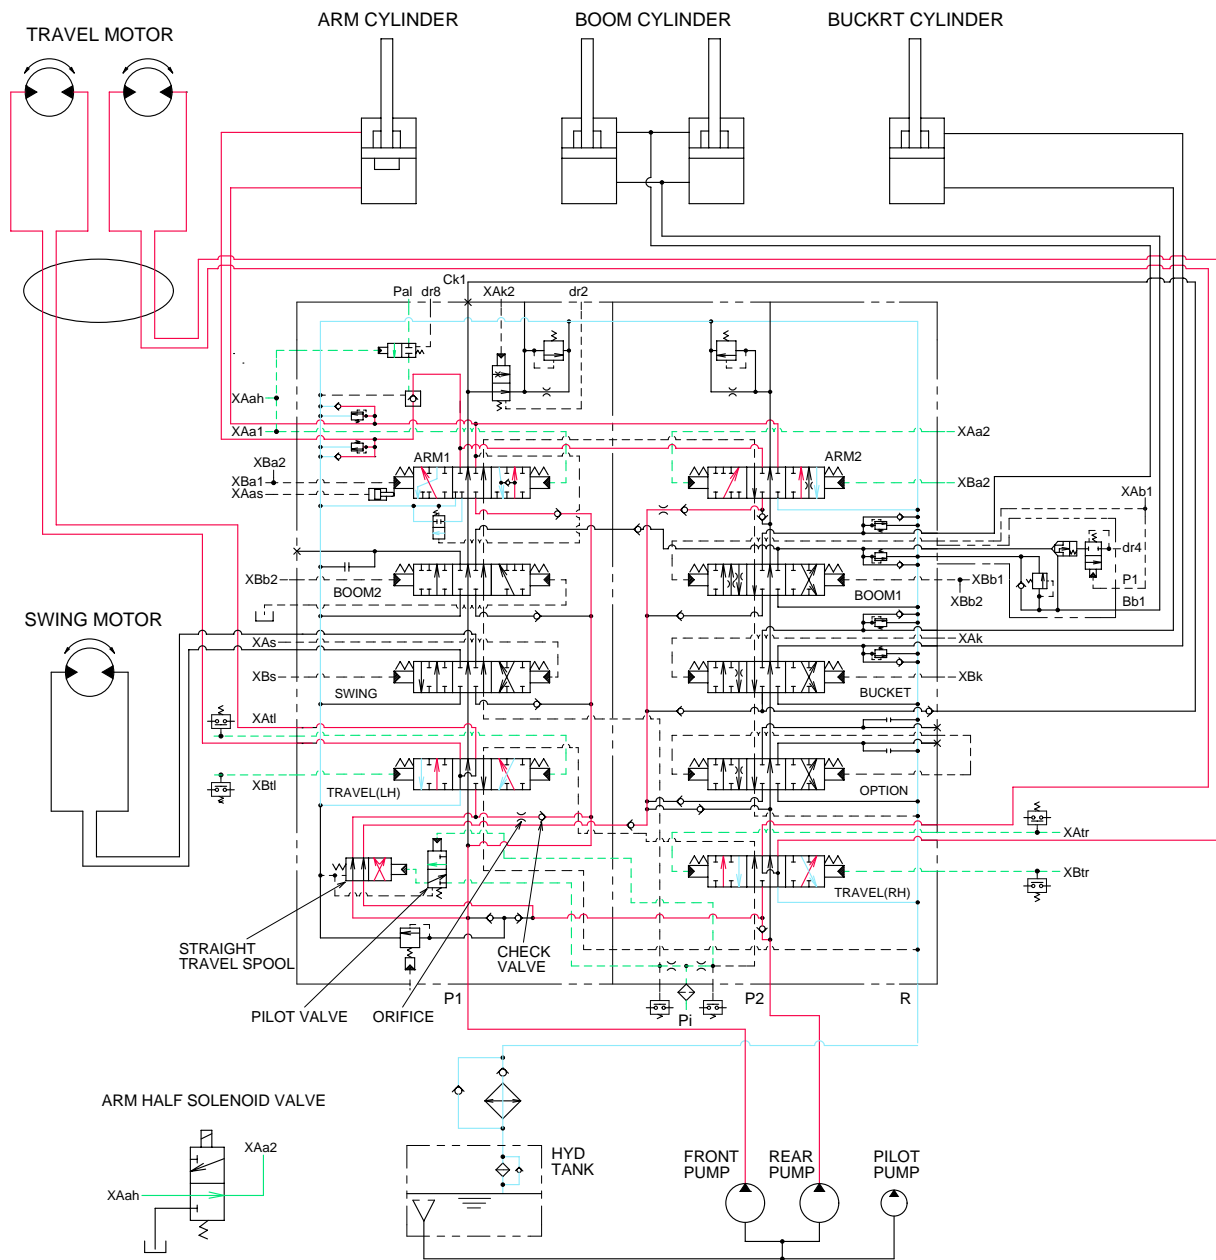 ARM CYLINDER
BOOM CYLINDER
BUCKRT CYLINDER
TRAVEL MOTOR
Ck1
Pal
dr8
XAk2
dr2
XAah
XAa1
XAa2
XBa2
ARM1
ARM2
XBa1
XBa2
XAas
XAb1
dr4
XBb2
BOOM2
BOOM1
XBb1
P1
XBb2
Bb1
SWING MOTOR
XAs
XAk
XBs
XBk
SWING
BUCKET
XAtl
XBtl
TRAVEL(LH)
OPTION
XAtr
XBtr
TRAVEL(RH)
STRAIGHT
TRAVEL SPOOL
CHECK
VALVE
PILOT VALVE
ORIFICE
P1
P2
R
Pi
ARM HALF SOLENOID VALVE
XAa2
XAah
HYD
TANK
FRONT
PUMP
REAR
PUMP
PILOT
PUMP